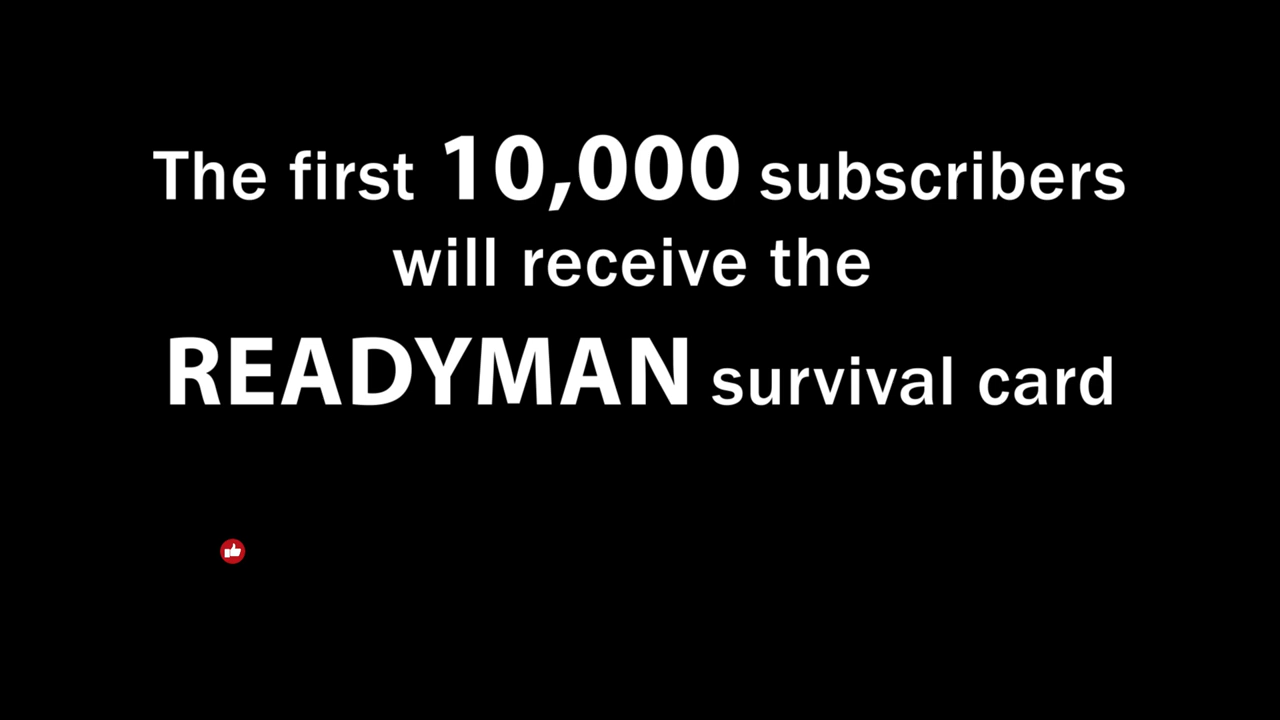 The first 10,000 subscribers
will receive the
READYMAN survival card